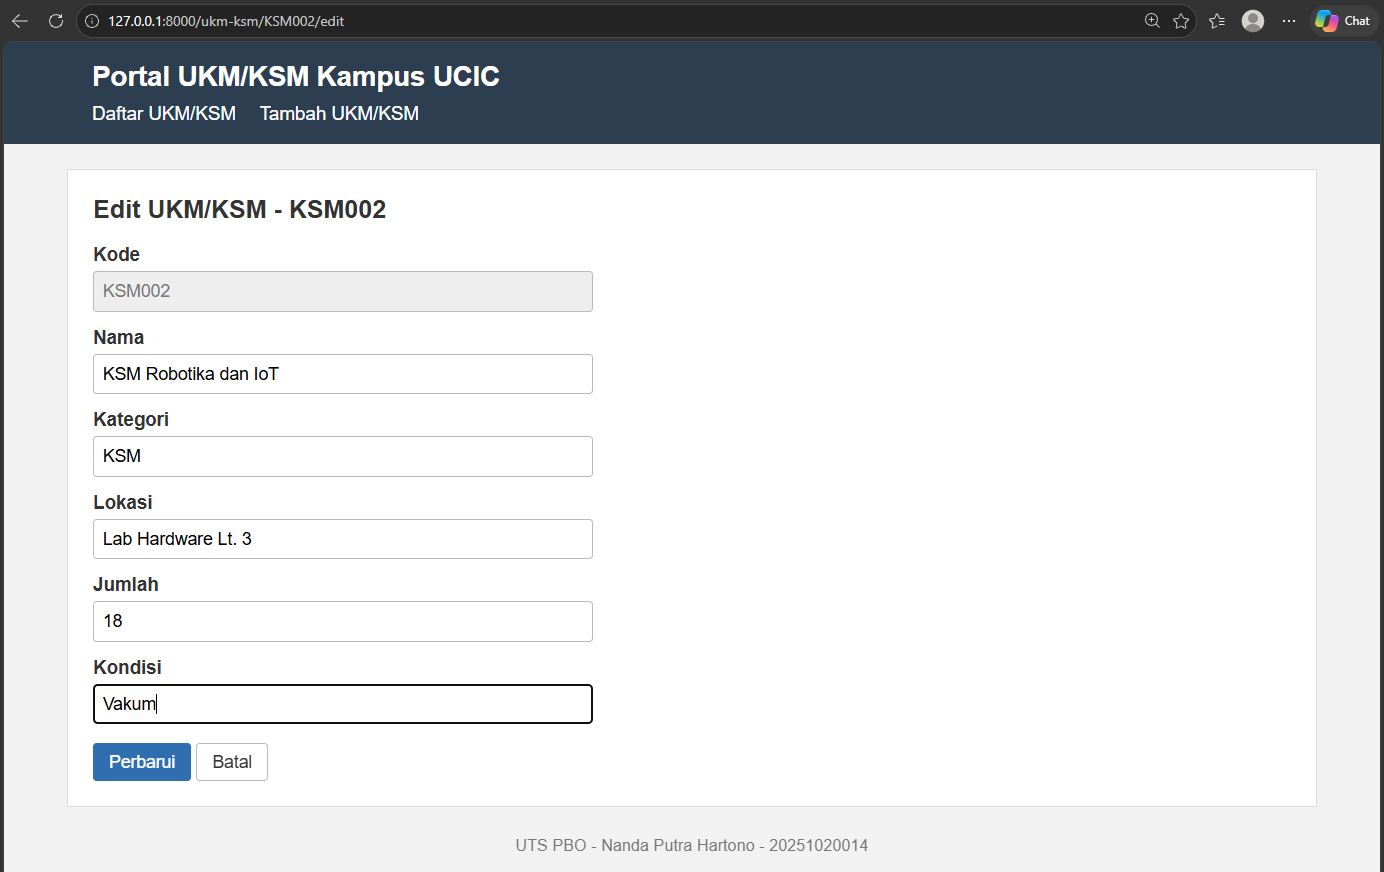 127.0.0.1:8000/ukm-ksm/KSM002/edit
Chat
Portal UKM/KSM Kampus UCIC
Daftar UKM/KSM Tambah UKM/KSM
Edit UKM/KSM - KSM002
Kode
KSM002
Nama
KSM Robotika dan IoT
Kategori
KSM
Lokasi
Lab Hardware Lt. 3
Jumlah
18
Kondisi
Vakum
Perbarui Batal
UTS PBO - Nanda Putra Hartono - 20251020014